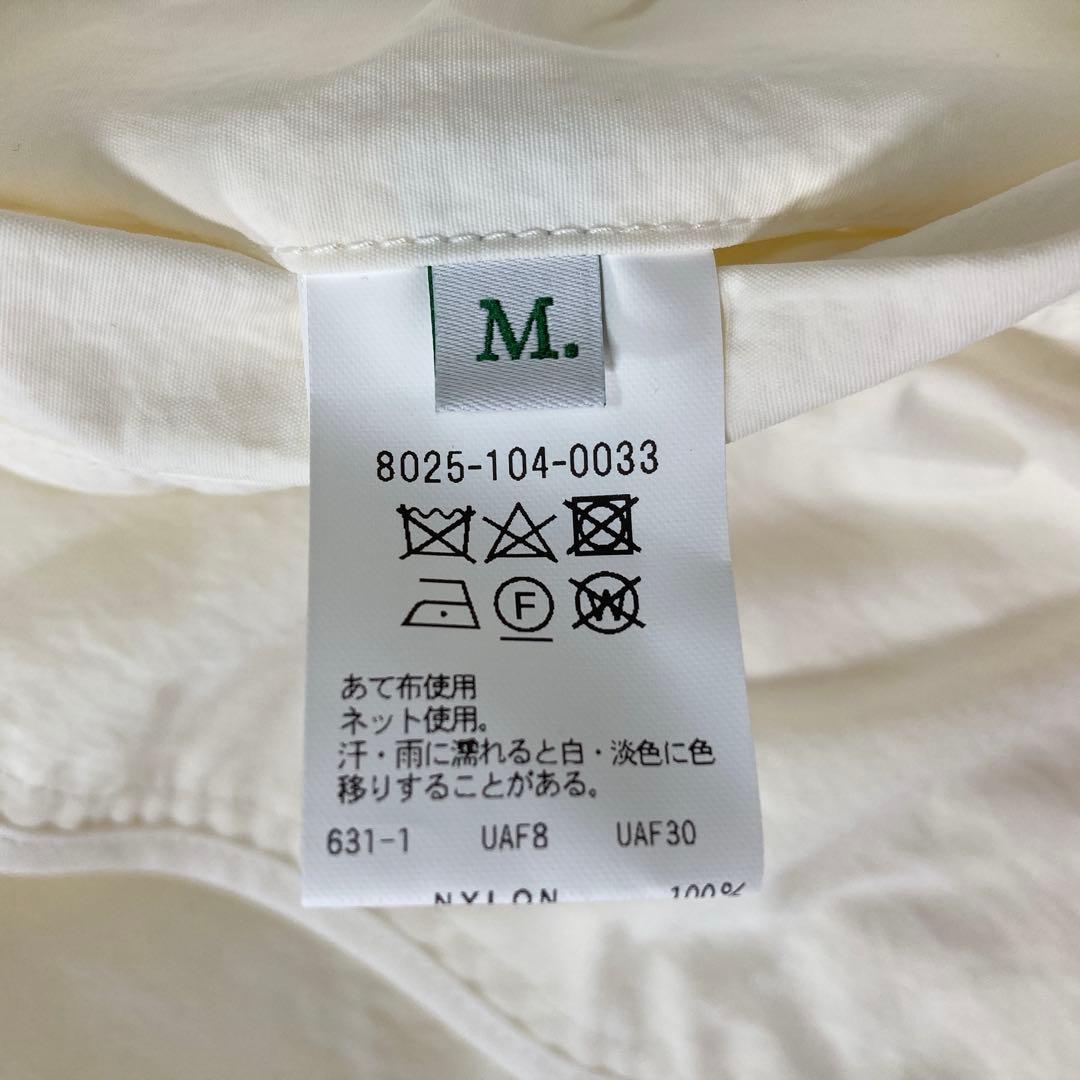 M.
8025-104-0033
F
W
あて布使用
ネット使用。
汗・雨に濡れると白・淡色に色
移りすることがある。
631-1 UAF8 UAF30
NYLON 100%